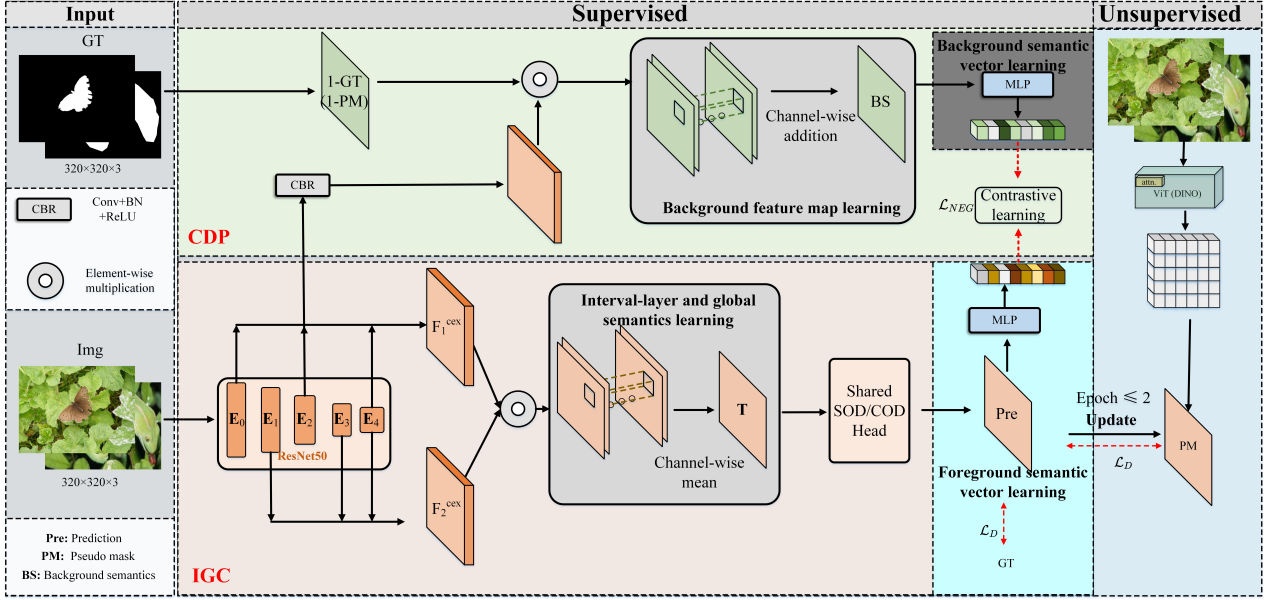 Input
Supervised
Unsupervised
GT
320×320×3
CBR
Conv+BN
+ReLU
Element-wise
multiplication
Img
320×320×3
Pre: Prediction
PM: Pseudo mask
BS: Background semantics
1-GT
(1-PM)
CBR
CDP
Channel-wise
addition
BS
Background feature map learning
Background semantic
vector learning
MLP
ℒNEG
Contrastive
learning
attn.
ViT (DINO)
E0
E1
E2
E3
E4
ResNet50
IGC
F1cex
F2cex
Interval-layer and global
semantics learning
T
Channel-wise
mean
Shared
SOD/COD
Head
MLP
Pre
Foreground semantic
vector learning
ℒD
GT
Epoch ⩽ 2
Update
ℒD
PM